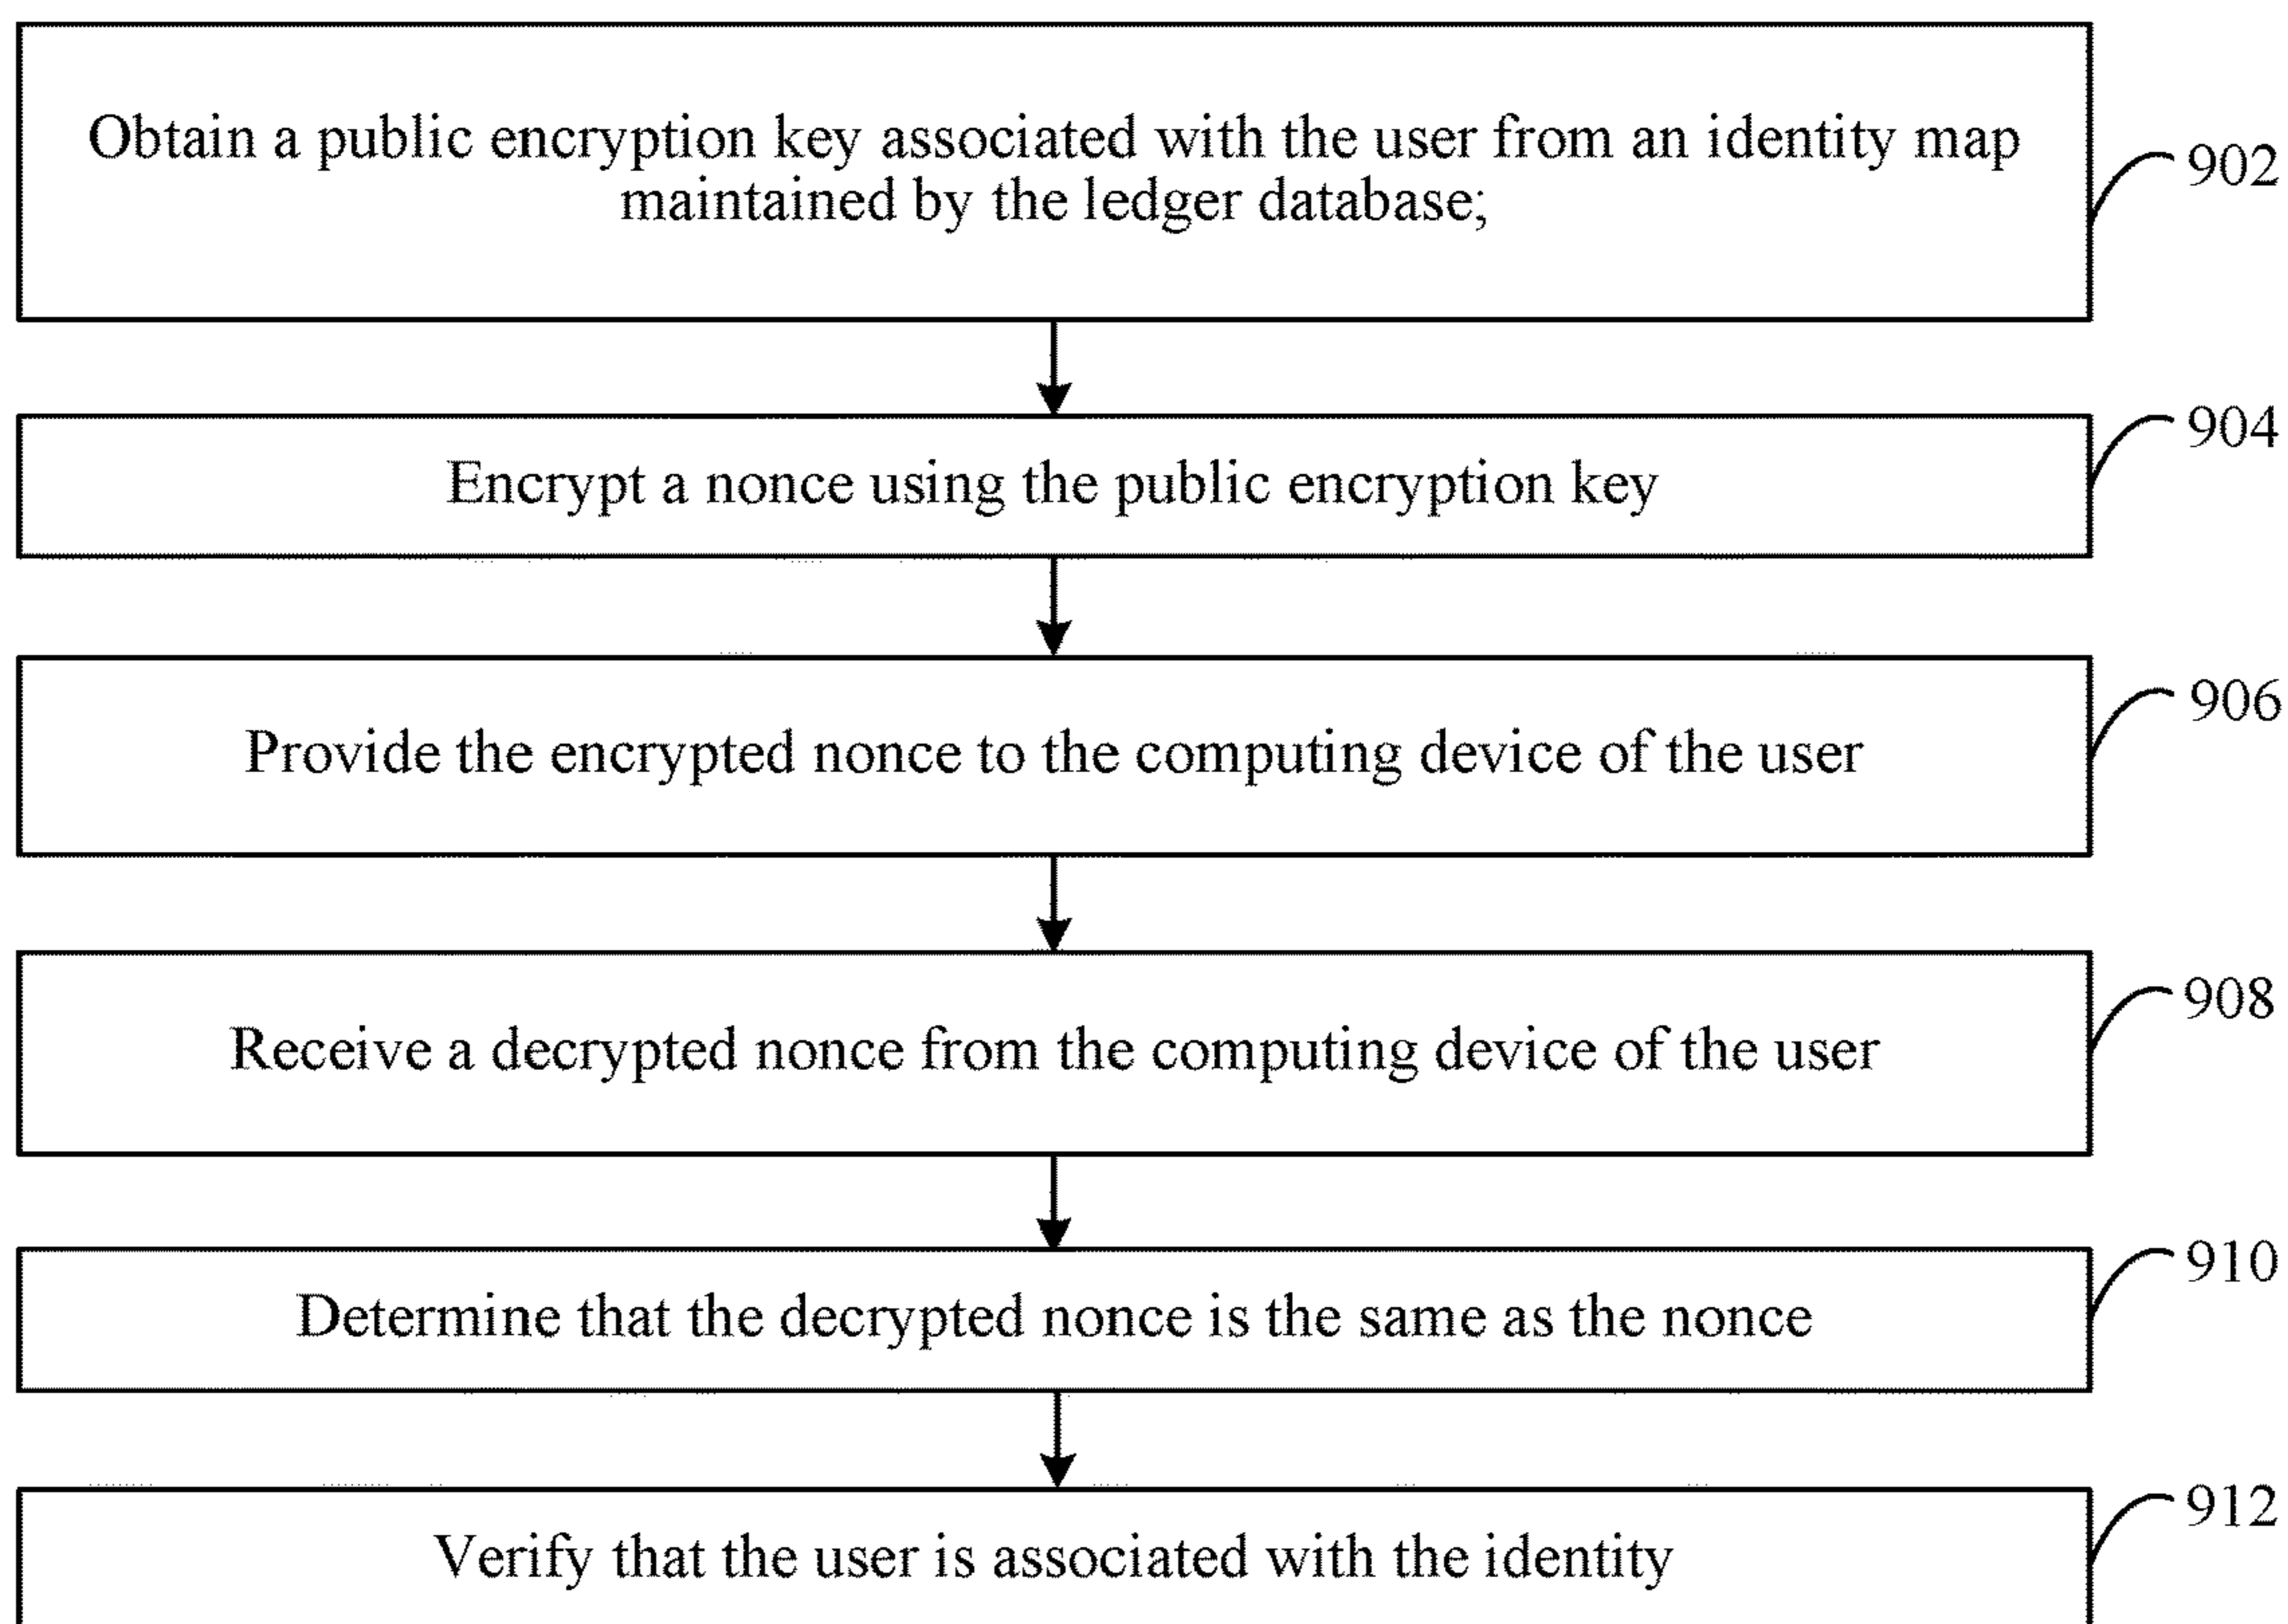 Obtain a public encryption key associated with the user from an identity map
maintained by the ledger database;
902
Encrypt a nonce using the public encryption key
904
Provide the encrypted nonce to the computing device of the user
906
Receive a decrypted nonce from the computing device of the user
908
Determine that the decrypted nonce is the same as the nonce
910
Verify that the user is associated with the identity
912